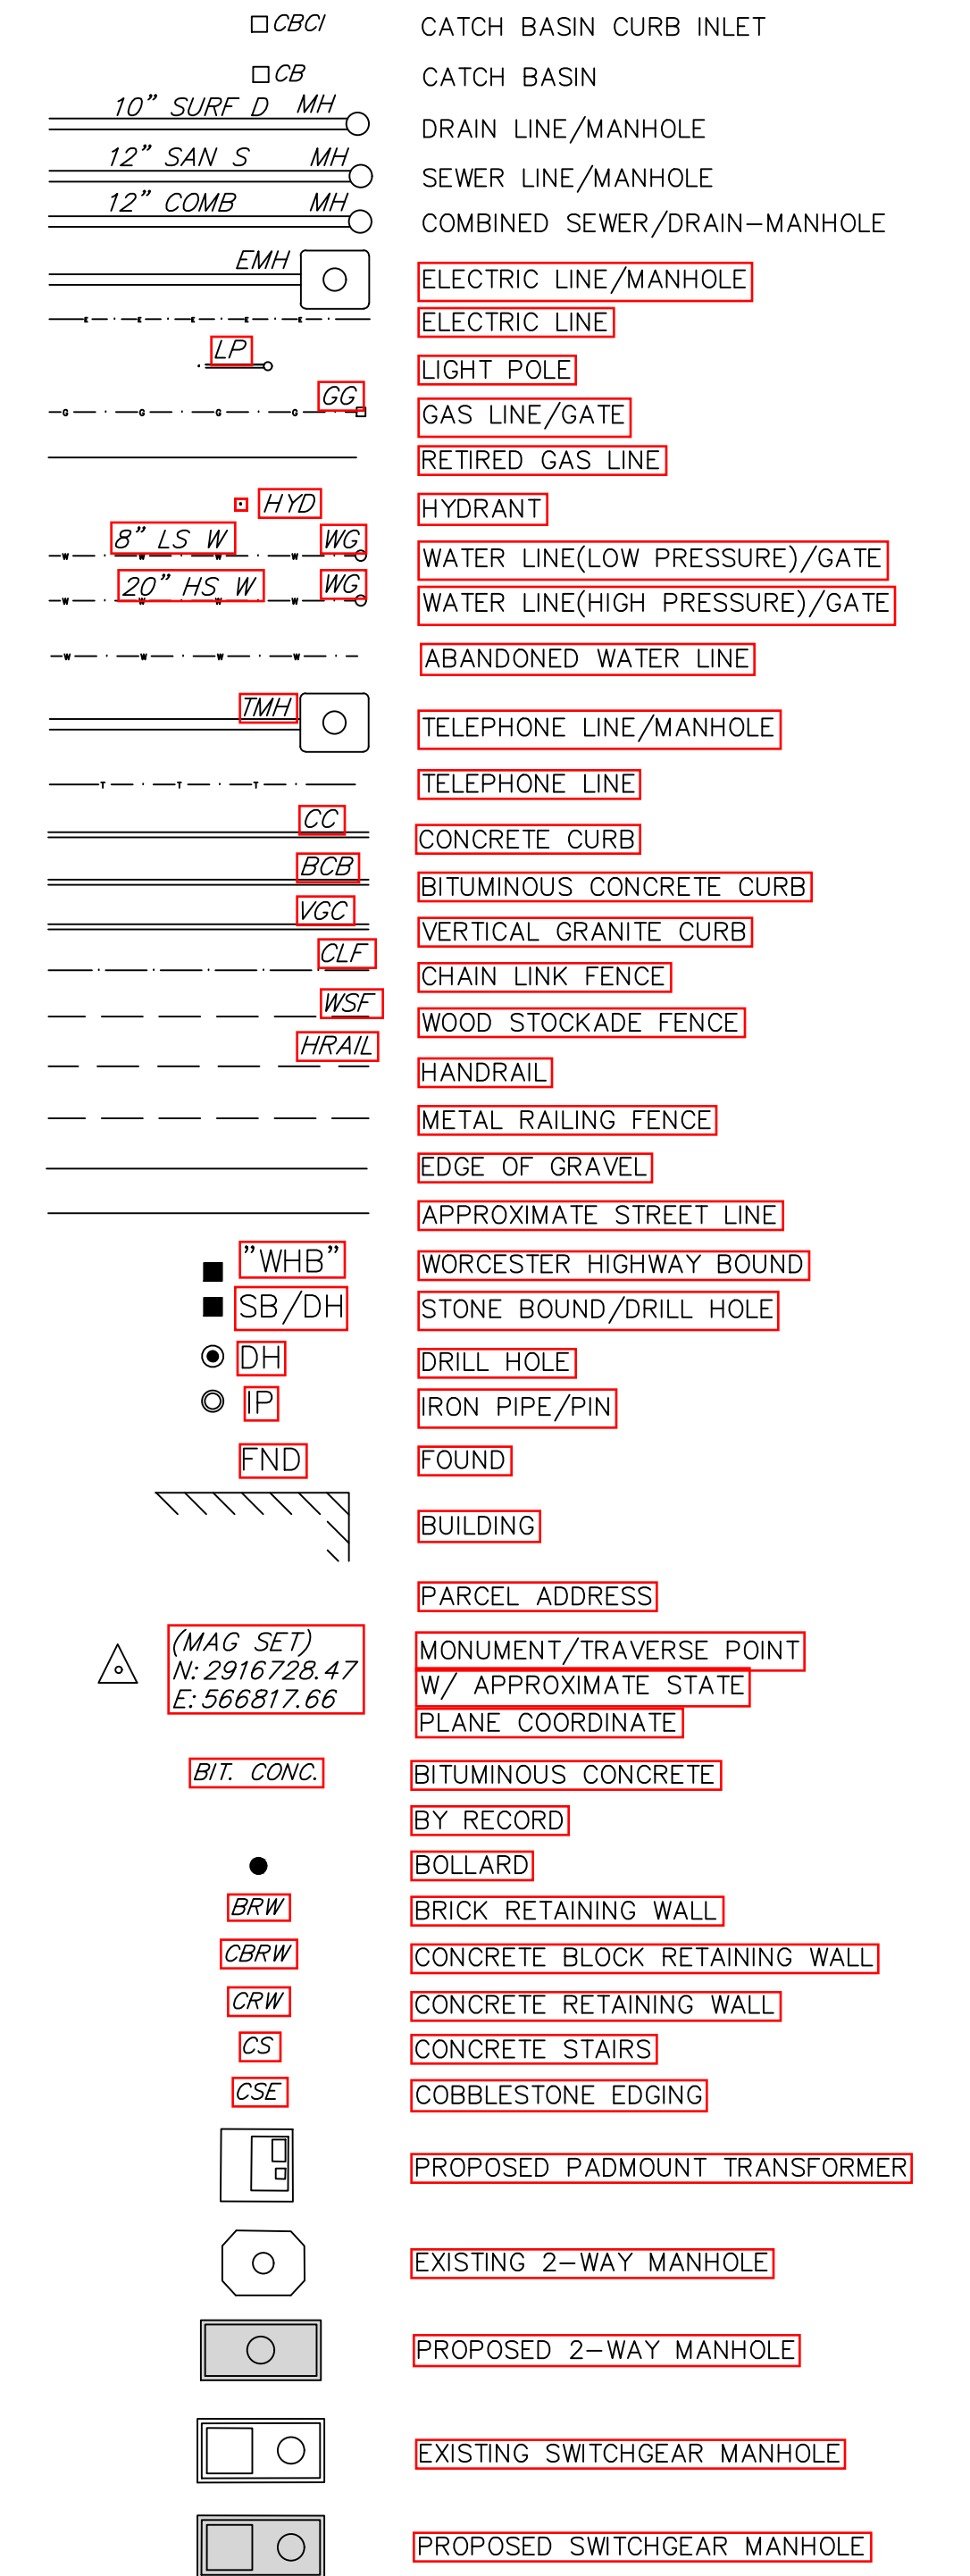 CBCI CATCH BASIN CURB INLET
CB CATCH BASIN
10" SURF D MH DRAIN LINE/MANHOLE
12" SAN S MH SEWER LINE/MANHOLE
12" COMB MH COMBINED SEWER/DRAIN-MANHOLE
EMH ELECTRIC LINE/MANHOLE
E E E E E ELECTRIC LINE
LP LIGHT POLE
GG GAS LINE/GATE
G G G G
RETIRED GAS LINE
HYD HYDRANT
8" LS W WG WATER LINE(LOW PRESSURE)/GATE
W W W W
20" HS W WG WATER LINE(HIGH PRESSURE)/GATE
W W W W
W W W W ABANDONED WATER LINE
TMH TELEPHONE LINE/MANHOLE
T T T TELEPHONE LINE
CC CONCRETE CURB
BCB BITUMINOUS CONCRETE CURB
VGC VERTICAL GRANITE CURB
CLF CHAIN LINK FENCE
WSF WOOD STOCKADE FENCE
HRAIL HANDRAIL
METAL RAILING FENCE
EDGE OF GRAVEL
APPROXIMATE STREET LINE
"WHB" WORCESTER HIGHWAY BOUND
SB/DH STONE BOUND/DRILL HOLE
DH DRILL HOLE
IP IRON PIPE/PIN
FND FOUND
BUILDING
PARCEL ADDRESS
(MAG SET) MONUMENT/TRAVERSE POINT
N: 2916728.47 W/ APPROXIMATE STATE
E: 566817.66 PLANE COORDINATE
BIT. CONC. BITUMINOUS CONCRETE
BY RECORD
BOLLARD
BRW BRICK RETAINING WALL
CBRW CONCRETE BLOCK RETAINING WALL
CRW CONCRETE RETAINING WALL
CS CONCRETE STAIRS
CSE COBBLESTONE EDGING
PROPOSED PADMOUNT TRANSFORMER
EXISTING 2-WAY MANHOLE
PROPOSED 2-WAY MANHOLE
EXISTING SWITCHGEAR MANHOLE
PROPOSED SWITCHGEAR MANHOLE